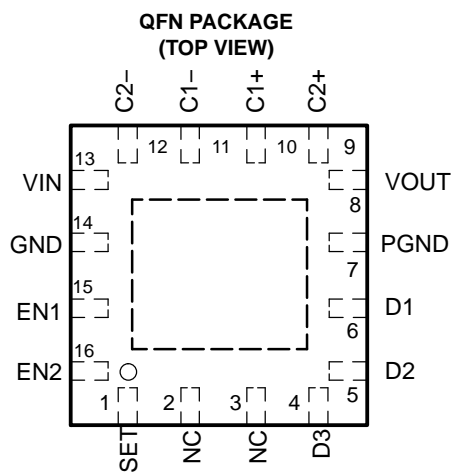 QFN PACKAGE
(TOP VIEW)
C2− C1− C1+ C2+
12 11 10 9
13
VIN VOUT
8
14
GND PGND
7
15
EN1 D1
6
16
EN2 D2
5
1 2 3 4
SET NC NC D3